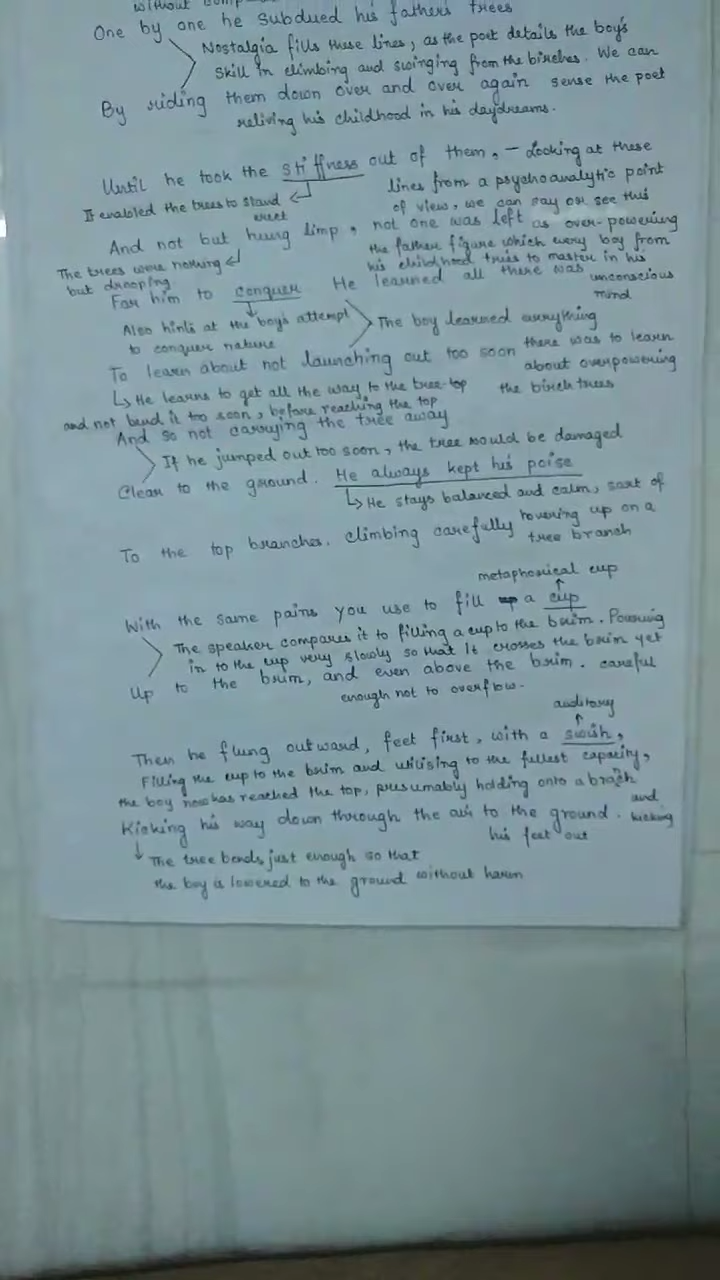 without
One by one he subdued his father's trees
Nostalgia fills these lines, as the poet details the boy's
skill in climbing and swinging from the birches. We can
By riding them down over and over again sense the poet
reliving his childhood in his daydreams.
Until he took the stiffness out of them, – Looking at these
It enabled the trees to stand erect
lines from a psychoanalytic point
of view, we can say or see this
And not but hung limp, not one was left as over-powering
The trees were nothing but drooping
the father figure which every boy from
his childhood tries to master in his
unconscious mind
For him to conquer He learned all there was
Also hints at the boy's attempt
to conquer nature
The boy learned everything
there was to learn
about overpowering
the birch trees
To learn about not launching out too soon
He learns to get all the way to the tree-top
and not bend it too soon, before reaching the top
And so not carrying the tree away
If he jumped out too soon, the tree would be damaged
Clear to the ground. He always kept his poise
He stays balanced and calm, sort of
hovering up on a
tree branch
To the top branches, climbing carefully
metaphorical cup
With the same pains you use to fill a cup
The speaker compares it to filling a cup to the brim. Pouring
in to the cup very slowly so that it crosses the brim yet
Up to the brim, and even above the brim. careful
enough not to overflow.
auditory
Then he flung outward, feet first, with a swish,
Filling the cup to the brim and utilising to the fullest capacity,
the boy now has reached the top, presumably holding onto a brach
and kicking
his feet out
Kicking his way down through the air to the ground.
The tree bends just enough so that
the boy is lowered to the ground without harm